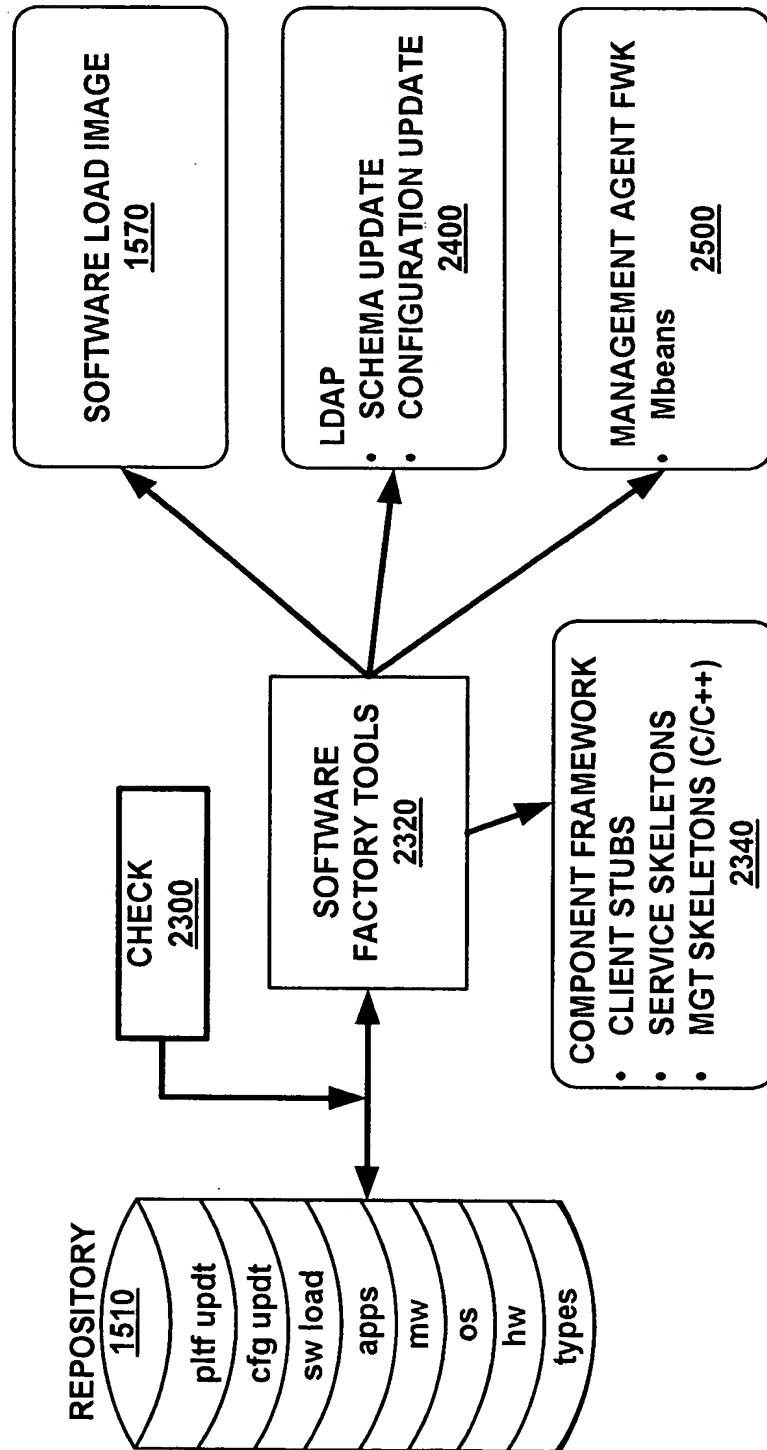 REPOSITORY
1510
pltf updt
cfg updt
sw load
apps
mw
os
hw
types
CHECK
2300
SOFTWARE
FACTORY TOOLS
2320
COMPONENT FRAMEWORK
• CLIENT STUBS
• SERVICE SKELETONS
• MGT SKELETONS (C/C++)
2340
SOFTWARE LOAD IMAGE
1570
LDAP
• SCHEMA UPDATE
• CONFIGURATION UPDATE
2400
MANAGEMENT AGENT FWK
• Mbeans
2500